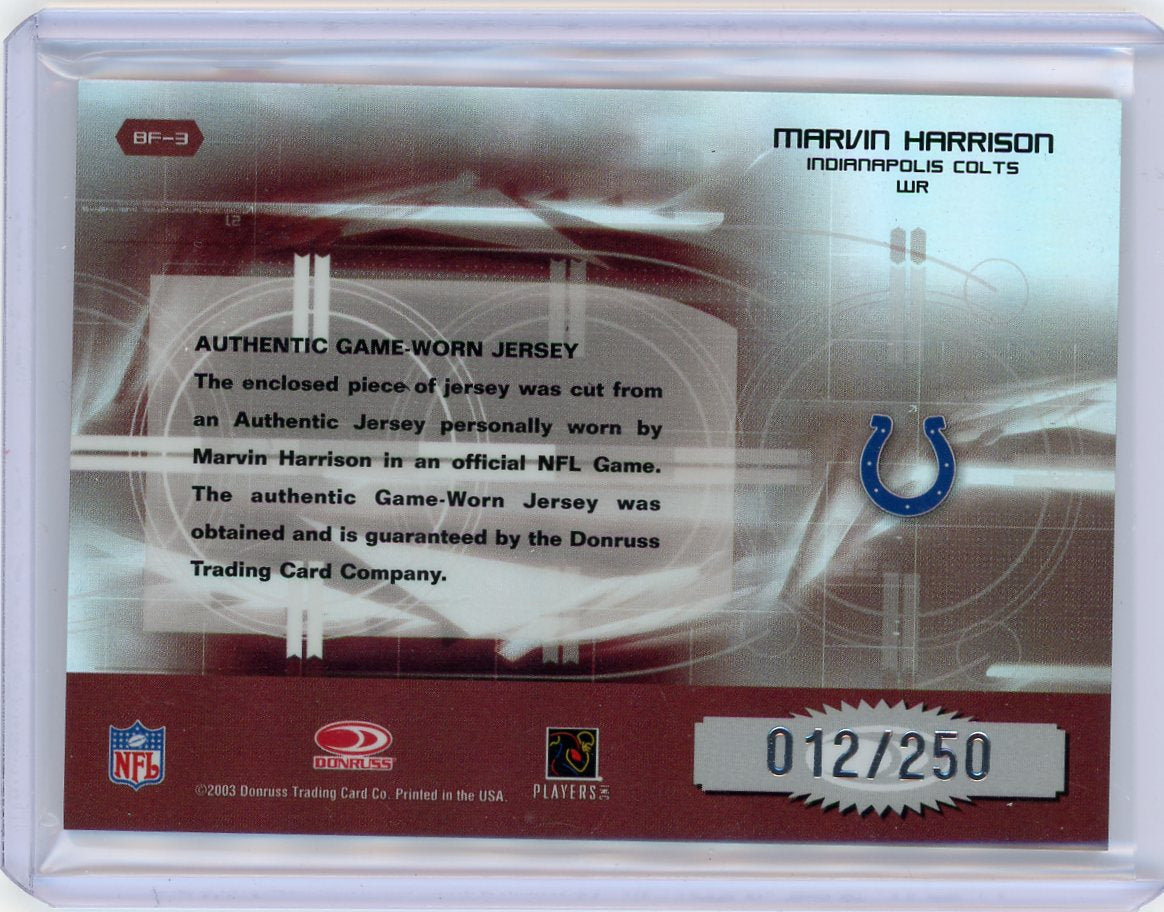 BF-3
MARVIN HARRISON
INDIANAPOLIS COLTS
WR
12
AUTHENTIC GAME-WORN JERSEY
The enclosed piece of jersey was cut from
an Authentic Jersey personally worn by
Marvin Harrison in an official NFL Game.
The authentic Game-Worn Jersey was
obtained and is guaranteed by the Donruss
Trading Card Company.
NFL
DONRUSS
©2003 Donruss Trading Card Co. Printed in the USA.
PLAYERS INC
012/250